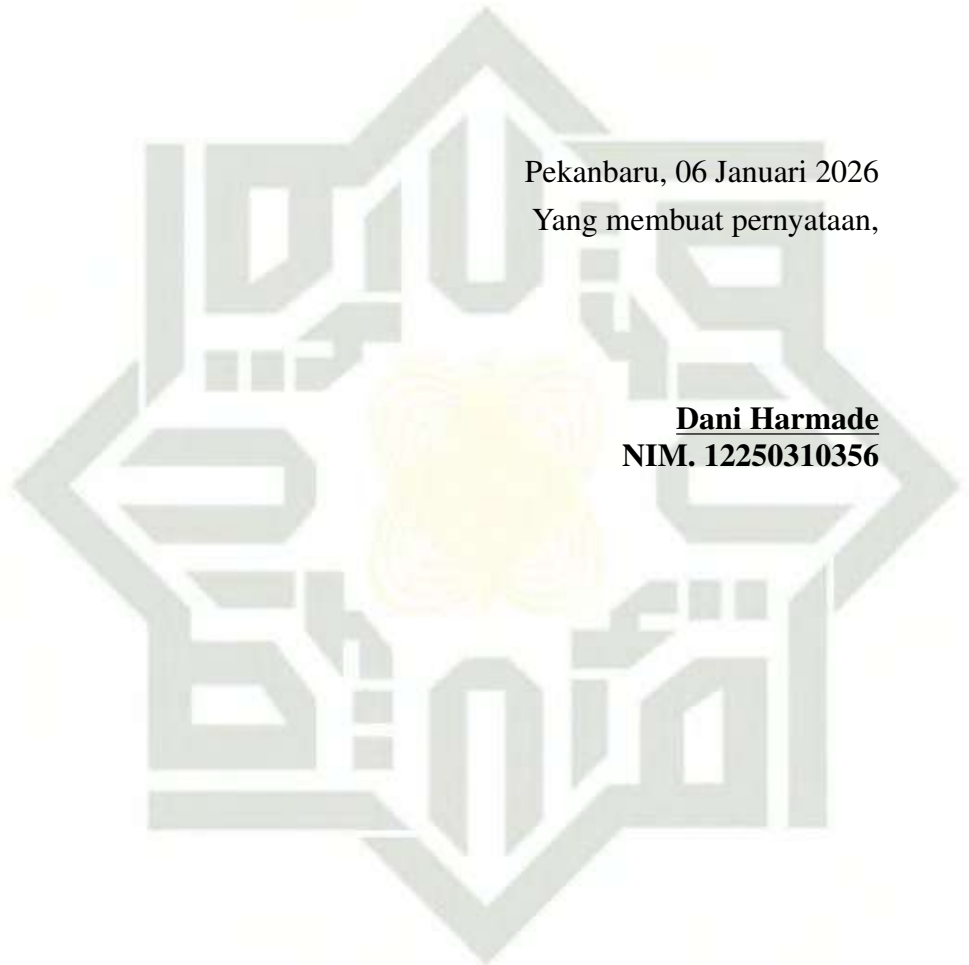 Pekanbaru, 06 Januari 2026
Yang membuat pernyataan,
Dani Harmade
NIM. 12250310356